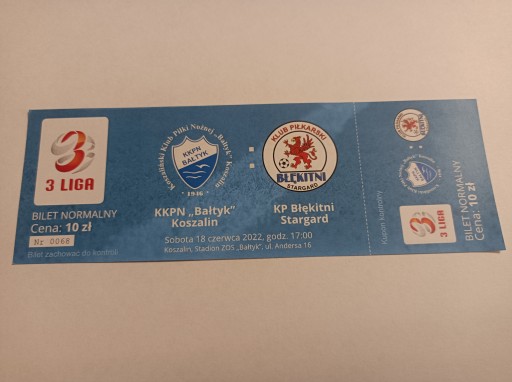 3 LIGA
BILET NORMALNY
Cena: 10 zł
Nr 0068
Bilet zachować do kontroli
Koszaliński Klub Piłki Nożnej „Bałtyk” Koszalin
KKPN
BAŁTYK
1946
:
KLUB PIŁKARSKI
BŁĘKITNI
STARGARD
KKPN „Bałtyk”
Koszalin
KP Błękitni
Stargard
Sobota 18 czerwca 2022, godz. 17:00
Koszalin, Stadion ZOS „Bałtyk”, ul. Andersa 16
Kupon kontrolny
BŁĘKITNI
3 LIGA
BILET NORMALNY
Cena: 10 zł